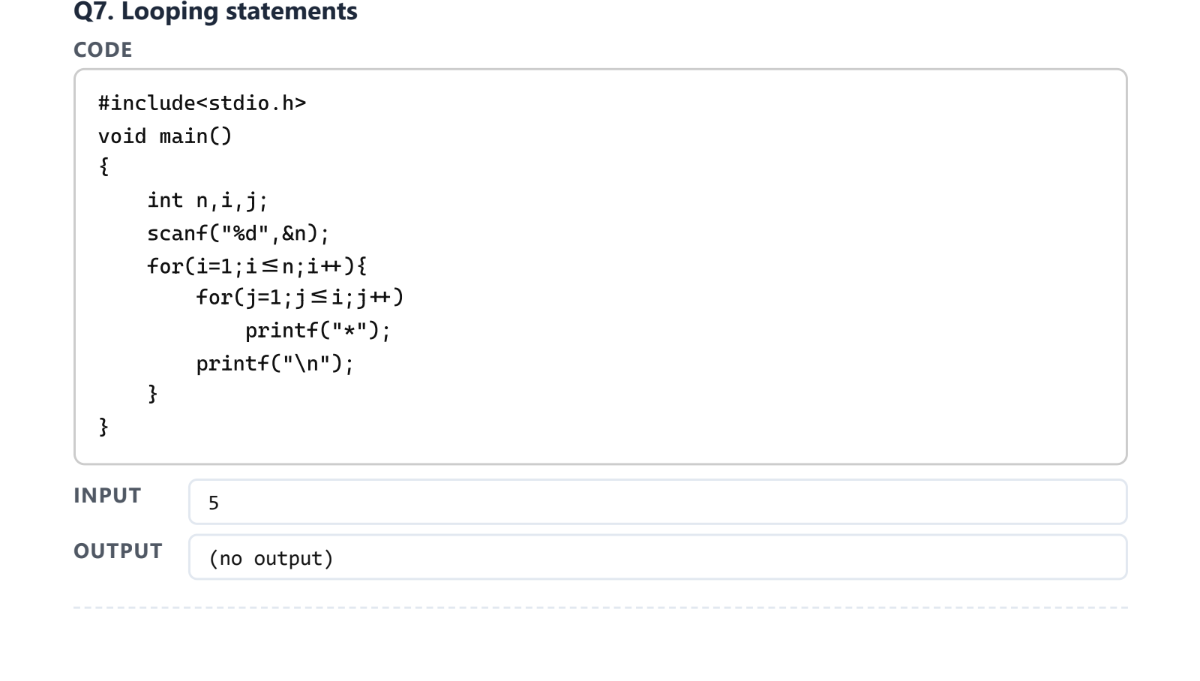 Q7. Looping statements
CODE
#include<stdio.h>
void main()
{
    int n,i,j;
    scanf("%d",&n);
    for(i=1;i≤n;i++){
        for(j=1;j≤i;j++)
            printf("*");
        printf("\n");
    }
}
INPUT
5
OUTPUT
(no output)